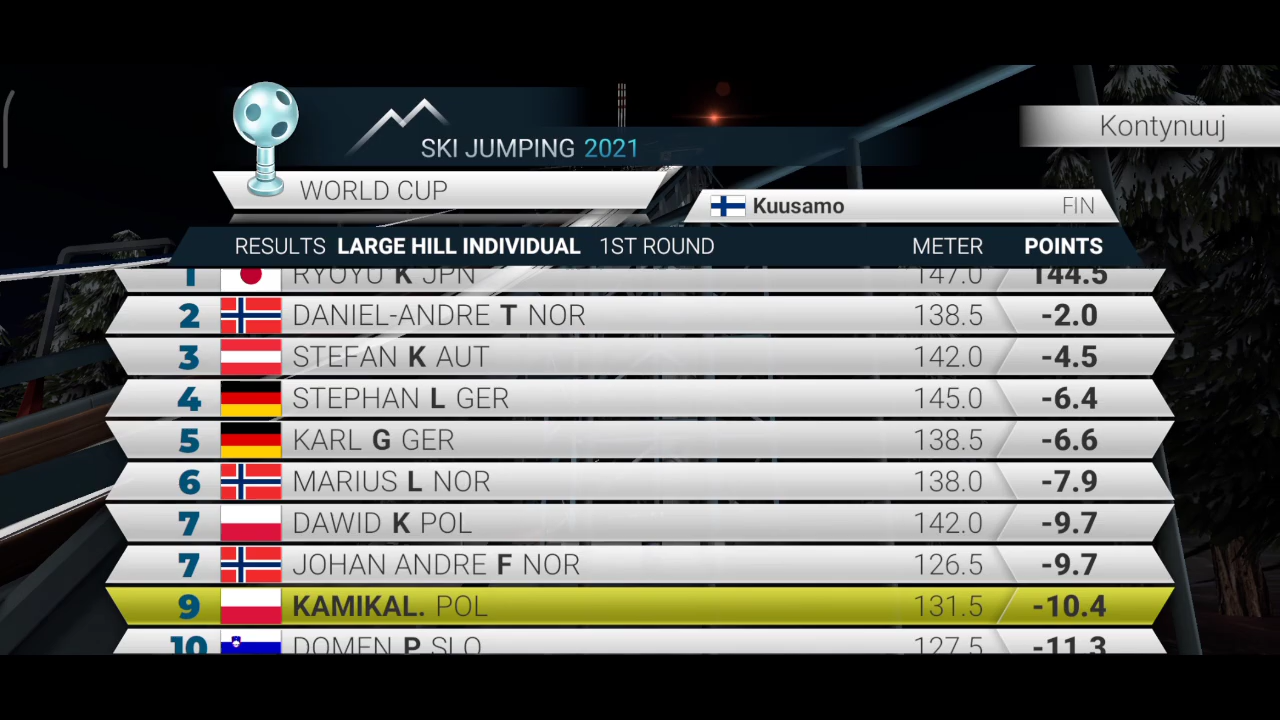 SKI JUMPING 2021
Kontynuuj
WORLD CUP
Kuusamo FIN
RESULTS LARGE HILL INDIVIDUAL 1ST ROUND METER POINTS
1 RYOYU K JPN 147.0 144.5
2 DANIEL-ANDRE T NOR 138.5 -2.0
3 STEFAN K AUT 142.0 -4.5
4 STEPHAN L GER 145.0 -6.4
5 KARL G GER 138.5 -6.6
6 MARIUS L NOR 138.0 -7.9
7 DAWID K POL 142.0 -9.7
7 JOHAN ANDRE F NOR 126.5 -9.7
9 KAMIKAL. POL 131.5 -10.4
10 DOMEN P SLO 127.5 -11.3